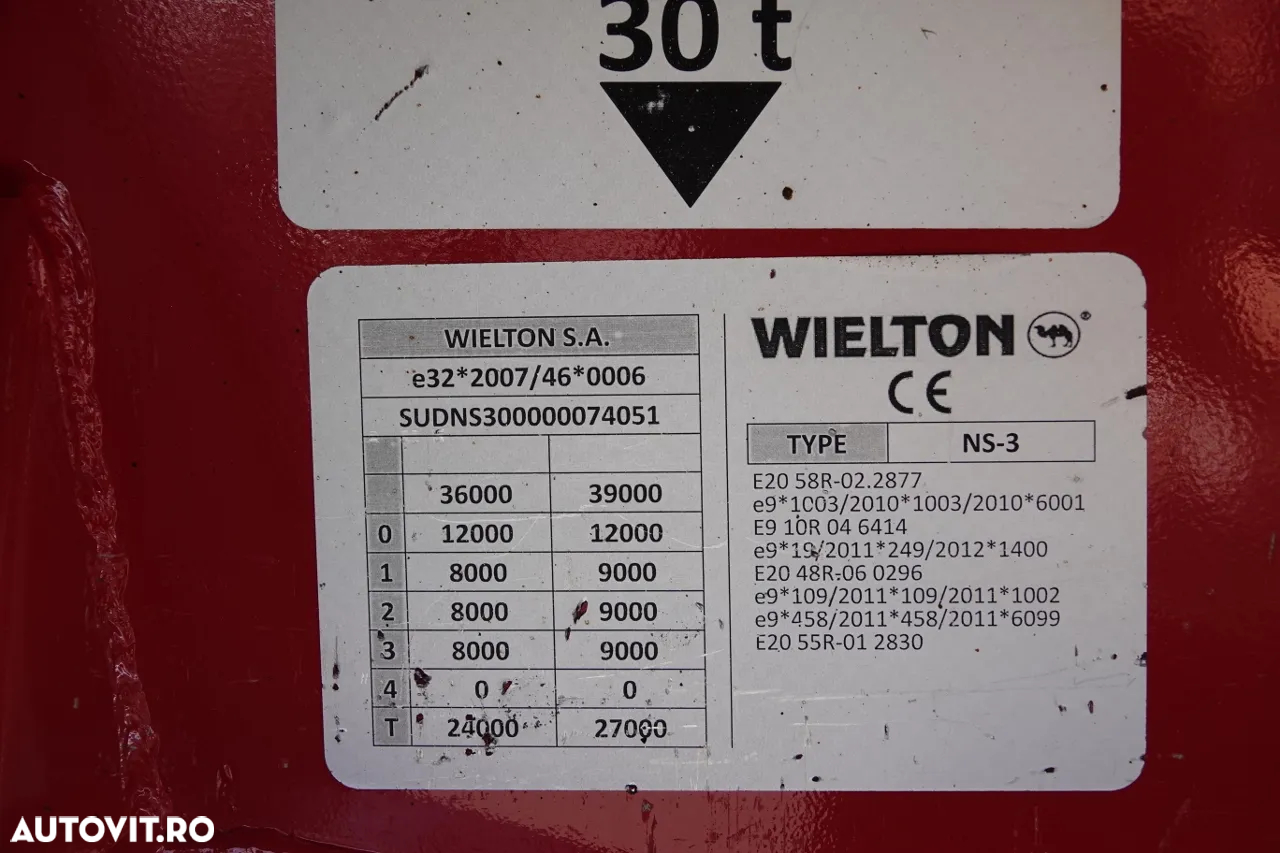 30 t
WIELTON S.A.
e32*2007/46*0006
SUDNS300000074051
36000 39000
0 12000 12000
1 8000 9000
2 8000 9000
3 8000 9000
4 0 0
T 24000 27000
WIELTON ®
CE
TYPE NS-3
E20 58R-02.2877
e9*1003/2010*1003/2010*6001
E9 10R 04 6414
e9*19/2011*249/2012*1400
E20 48R-06 0296
e9*109/2011*109/2011*1002
e9*458/2011*458/2011*6099
E20 55R-01 2830
AUTOVIT.RO